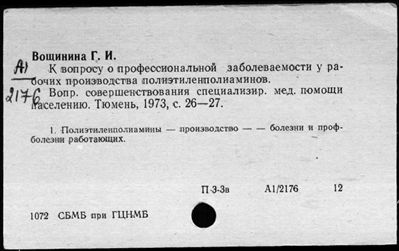 Вощинина Г. И.
К вопросу о профессиональной заболеваемости у ра-
бочих производства полиэтиленполиаминов.
Вопр. совершенствования специализир. мед. помощи
населению. Тюмень, 1973, с. 26—27.
А1
2176
1. Полиэтиленполиамины — производство — — болезни и проф-
болезни работающих.
П-3-3в А1/2176 12
1072 СБМБ при ГЦНМБ